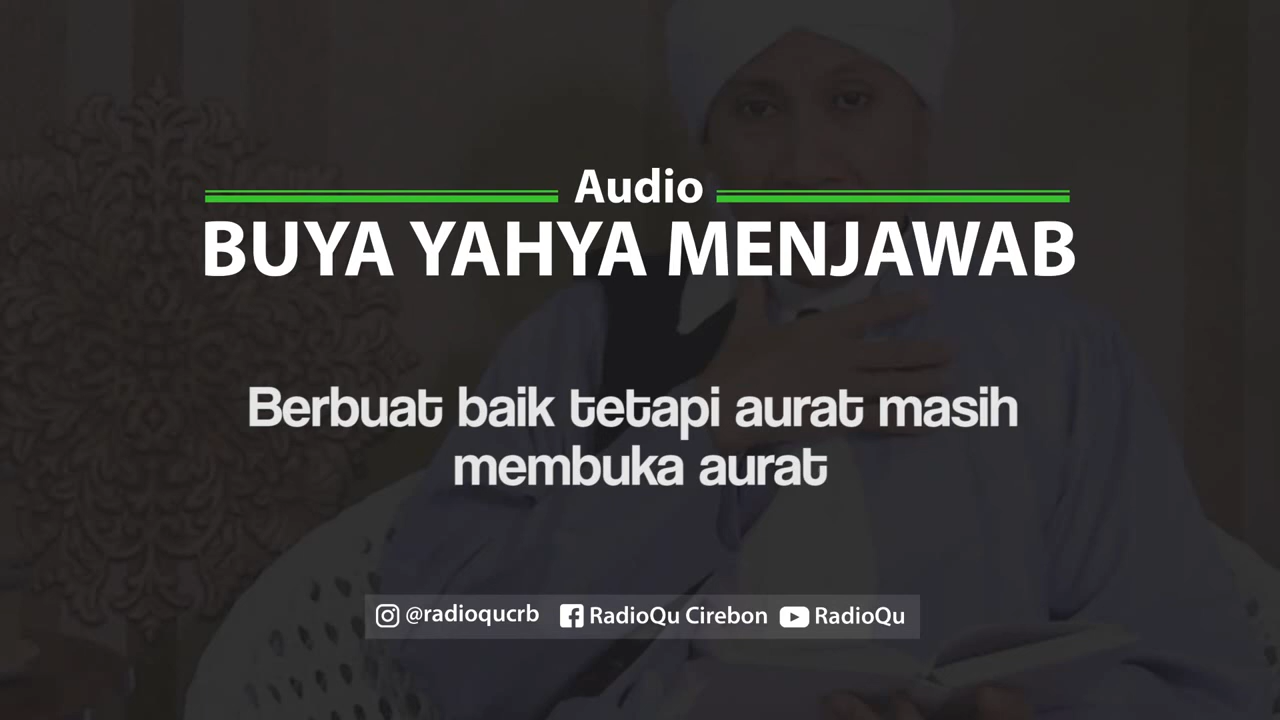 Audio
BUYA YAHYA MENJAWAB
Berbuat baik tetapi aurat masih
membuka aurat
@radioqucrb RadioQu Cirebon RadioQu